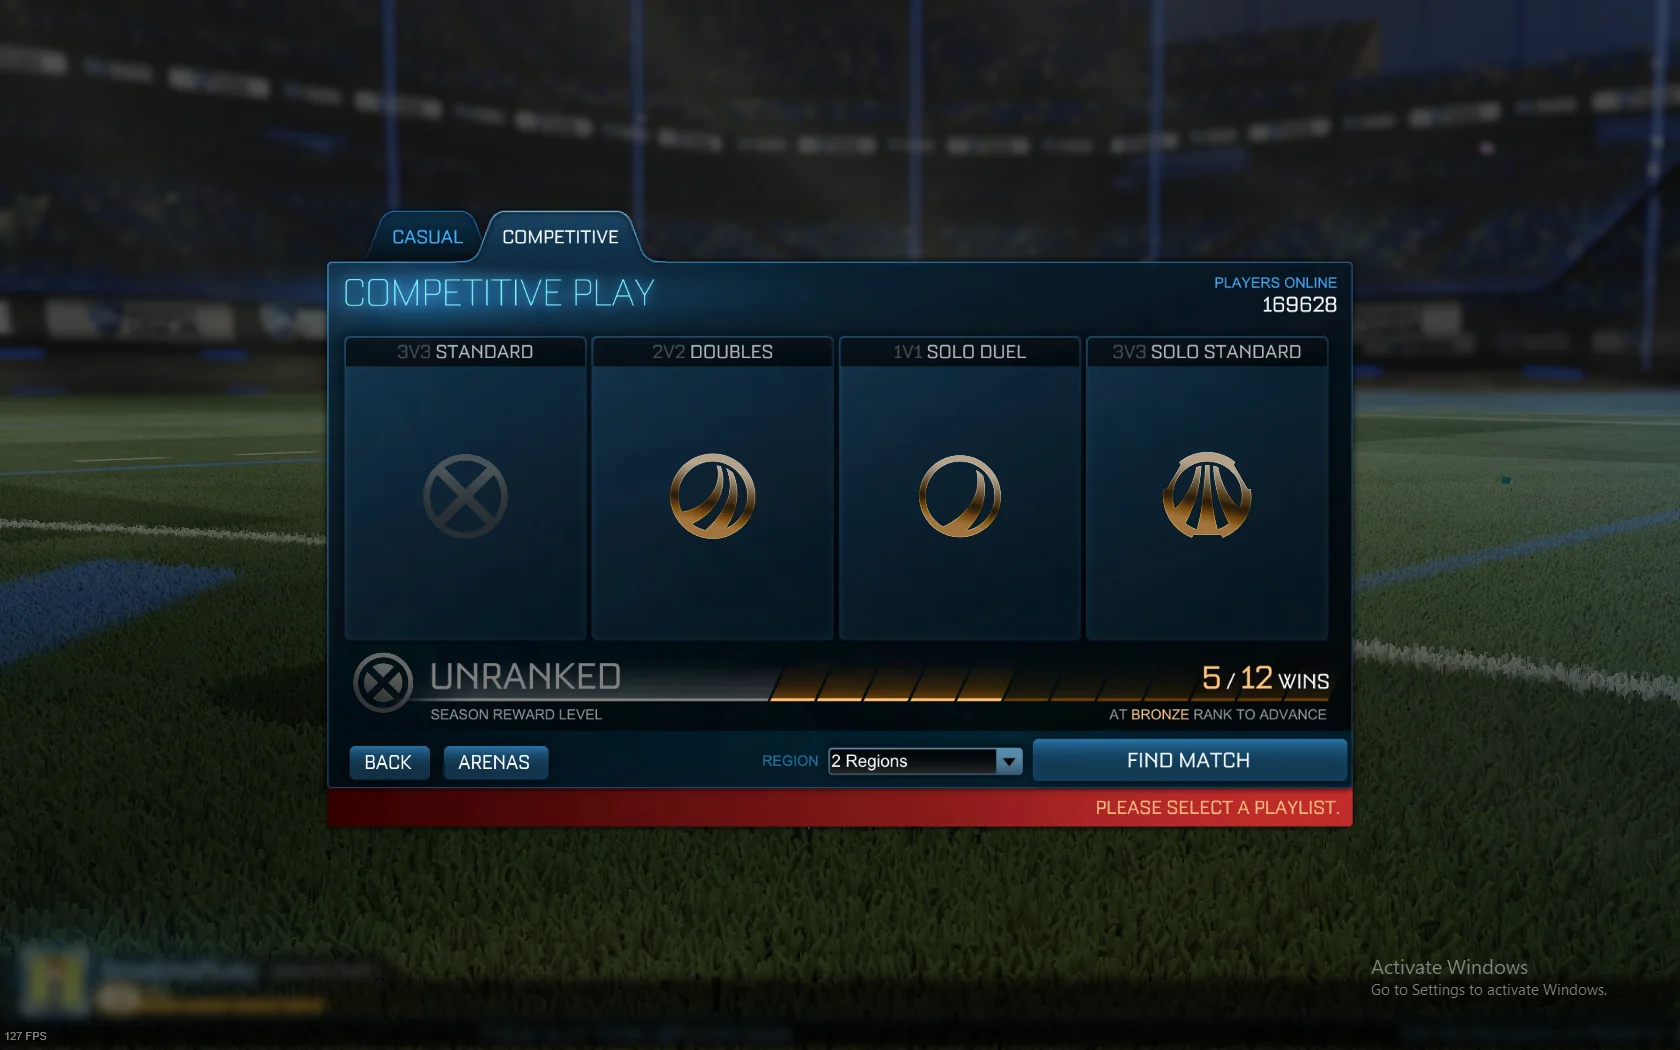 CASUAL
COMPETITIVE
COMPETITIVE PLAY
PLAYERS ONLINE
169628
3V3 STANDARD
2V2 DOUBLES
1V1 SOLO DUEL
3V3 SOLO STANDARD
UNRANKED
5 / 12 WINS
SEASON REWARD LEVEL
AT BRONZE RANK TO ADVANCE
BACK
ARENAS
REGION
2 Regions
FIND MATCH
PLEASE SELECT A PLAYLIST.
Activate Windows
Go to Settings to activate Windows.
127 FPS